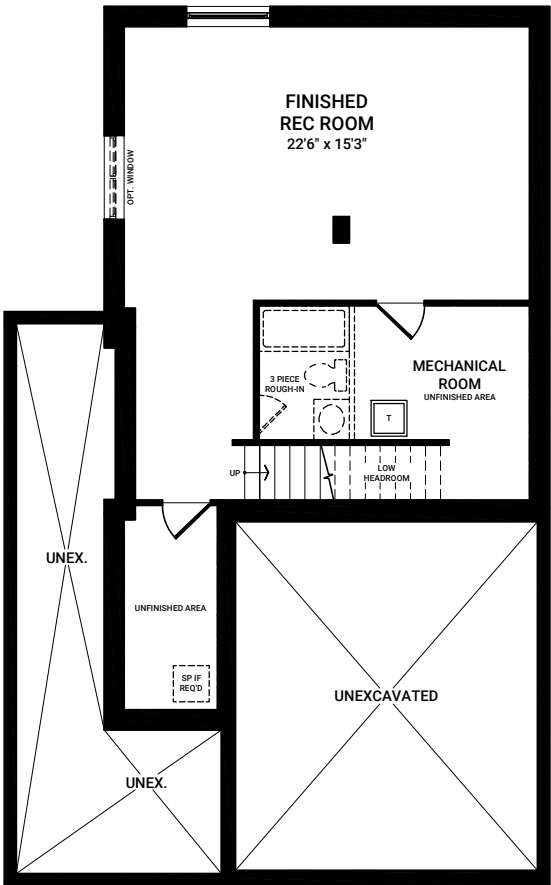 FINISHED
REC ROOM
22'6" x 15'3"
OPT. WINDOW
3 PIECE
ROUGH-IN
MECHANICAL
ROOM
UNFINISHED AREA
T
UP
LOW
HEADROOM
UNEX.
UNFINISHED AREA
SP IF
REQ'D
UNEXCAVATED
UNEX.